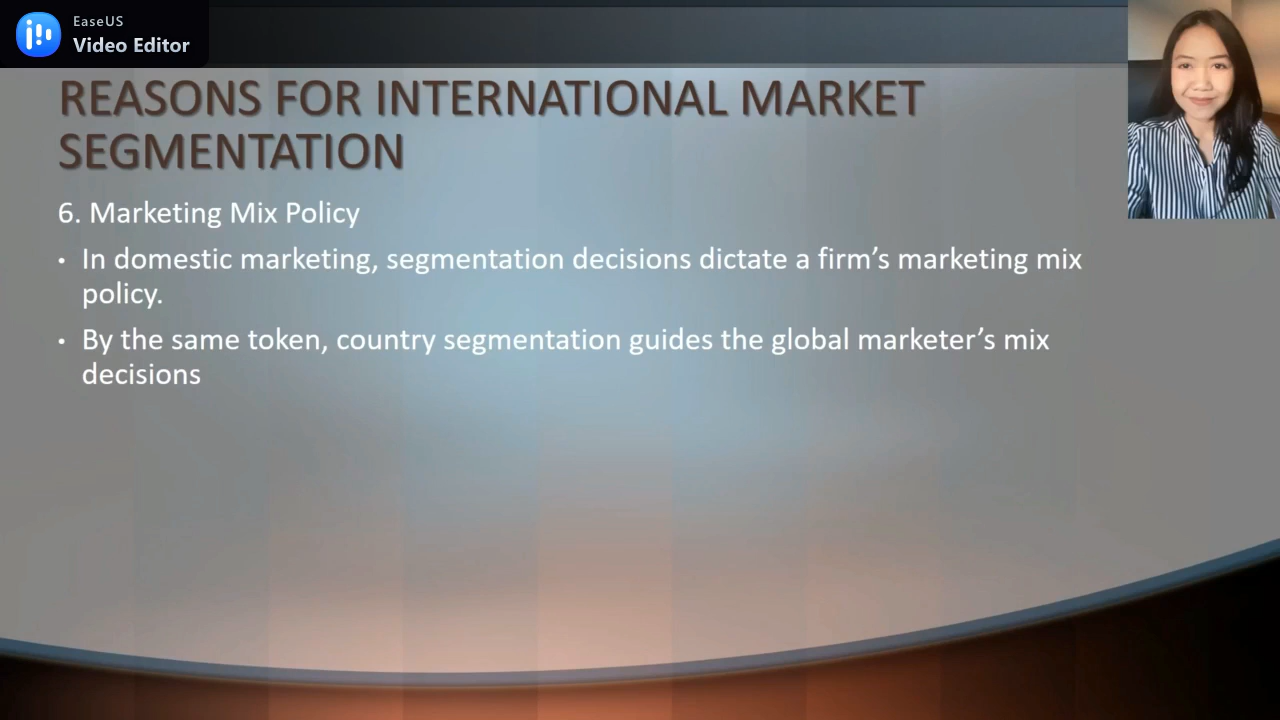 EaseUS
Video Editor
REASONS FOR INTERNATIONAL MARKET
SEGMENTATION
6. Marketing Mix Policy
• In domestic marketing, segmentation decisions dictate a firm’s marketing mix
policy.
• By the same token, country segmentation guides the global marketer’s mix
decisions